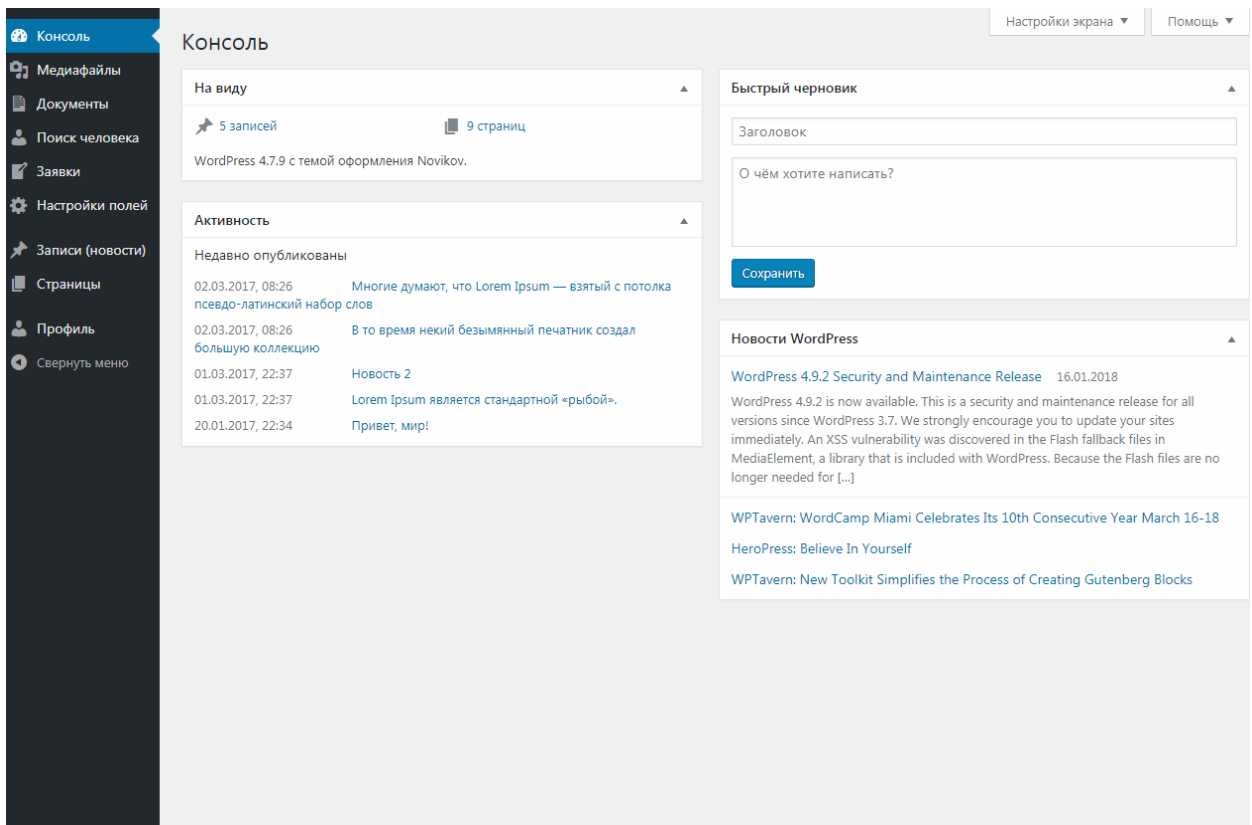 Настройки экрана ▼
Помощь ▼
Консоль
Медиафайлы
Документы
Поиск человека
Заявки
Настройки полей
Записи (новости)
Страницы
Профиль
Свернуть меню
Консоль
На виду
5 записей
9 страниц
WordPress 4.7.9 с темой оформления Novikov.
Активность
Недавно опубликованы
02.03.2017, 08:26 Многие думают, что Lorem Ipsum — взятый с потолка
псевдо-латинский набор слов
02.03.2017, 08:26 В то время некий безымянный печатник создал
большую коллекцию
01.03.2017, 22:37 Новость 2
01.03.2017, 22:37 Lorem Ipsum является стандартной «рыбой».
20.01.2017, 22:34 Привет, мир!
Быстрый черновик
Заголовок
О чём хотите написать?
Сохранить
Новости WordPress
WordPress 4.9.2 Security and Maintenance Release 16.01.2018
WordPress 4.9.2 is now available. This is a security and maintenance release for all
versions since WordPress 3.7. We strongly encourage you to update your sites
immediately. An XSS vulnerability was discovered in the Flash fallback files in
MediaElement, a library that is included with WordPress. Because the Flash files are no
longer needed for [...]
WPTavern: WordCamp Miami Celebrates Its 10th Consecutive Year March 16-18
HeroPress: Believe In Yourself
WPTavern: New Toolkit Simplifies the Process of Creating Gutenberg Blocks